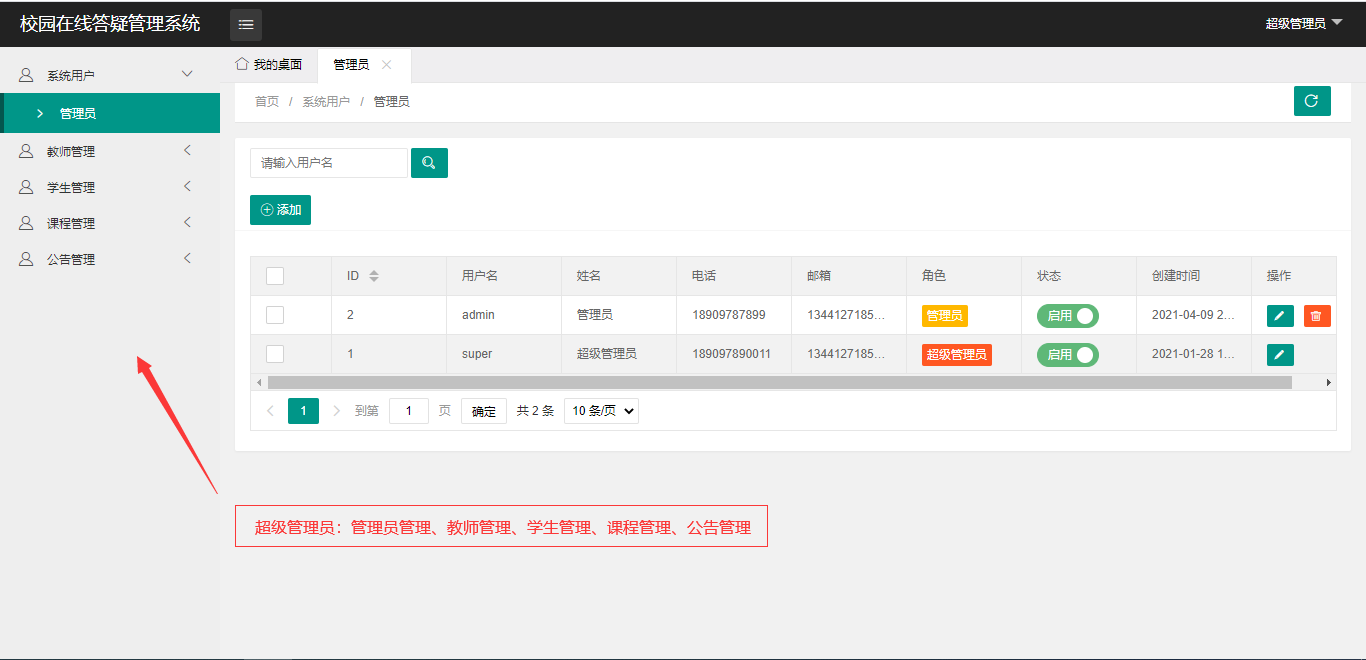 校园在线答疑管理系统
超级管理员
系统用户
管理员
教师管理
学生管理
课程管理
公告管理
我的桌面 管理员
首页 / 系统用户 / 管理员
请输入用户名
添加
ID 用户名 姓名 电话 邮箱 角色 状态 创建时间 操作
2 admin 管理员 18909787899 1344127185... 管理员 启用 2021-04-09 2...
1 super 超级管理员 189097890011 1344127185... 超级管理员 启用 2021-01-28 1...
1 到第 1 页 确定 共 2 条 10 条/页
超级管理员：管理员管理、教师管理、学生管理、课程管理、公告管理